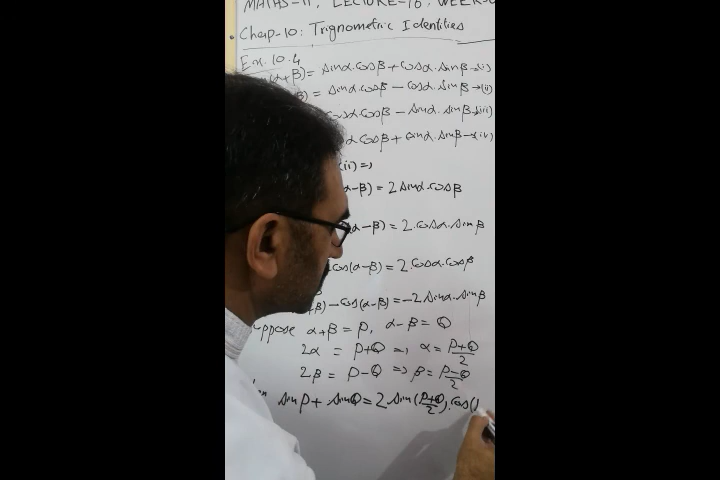 MATHS-11, LECTURE-16, WEEK-
• Chap-10: Trignometric Identities
Ex. 10.4
(α+β) = sinα.cosβ + cosα.sinβ → (i)
β) = sinα.cosβ − cosα.sinβ → (ii)
cosα.cosβ − sinα.sinβ → (iii)
α.cosβ + sinα.sinβ → (iv)
(ii) =>
α−β) = 2 sinα.cosβ
(α−β) = 2.cosα.sinβ
cos(α−β) = 2.cosα.cosβ
+β) − cos(α−β) = −2 sinα.sinβ
uppose α+β = P, α−β = Q
2α = P+Q => α = P+Q/2
2β = P−Q => β = P−Q/2
sinP + sinQ = 2 sin(P+Q/2).cos(